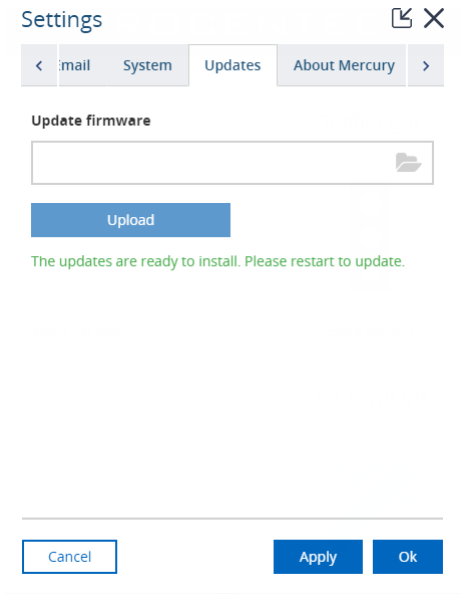 Settings
Email System Updates About Mercury
Update firmware
Upload
The updates are ready to install. Please restart to update.
Cancel Apply Ok